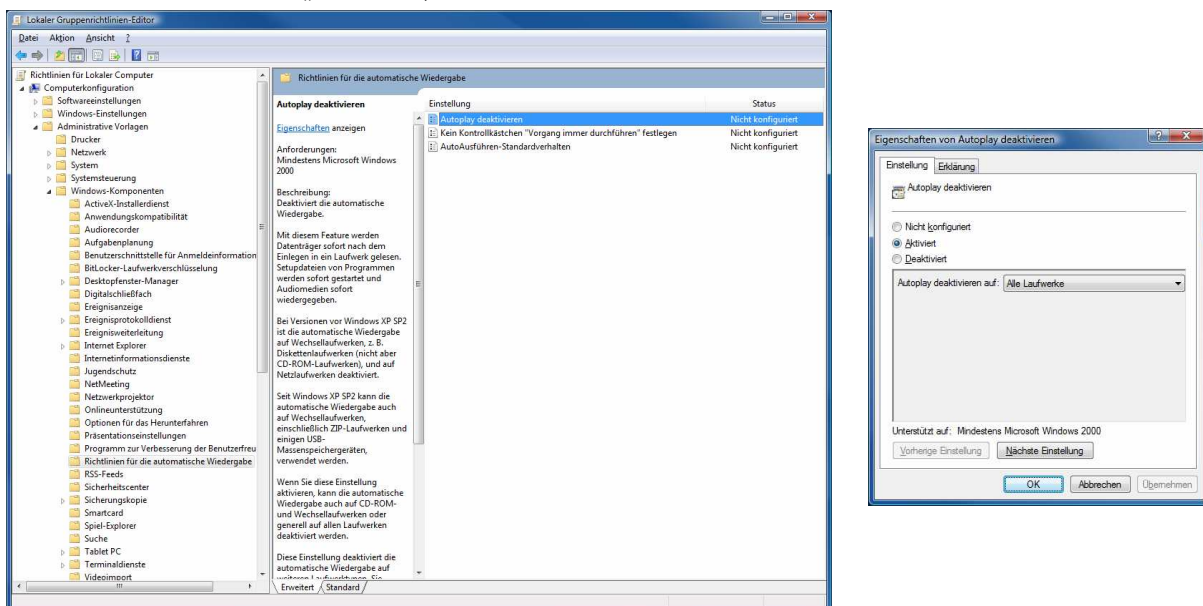 Lokaler Gruppenrichtlinien-Editor
Datei Aktion Ansicht ?
Richtlinien für Lokaler Computer
Computerkonfiguration
Softwareeinstellungen
Windows-Einstellungen
Administrative Vorlagen
Drucker
Netzwerk
System
Systemsteuerung
Windows-Komponenten
ActiveX-Installerdienst
Anwendungskompatibilität
Audiorecorder
Aufgabenplanung
Benutzerschnittstelle für Anmeldeinformation
BitLocker-Laufwerkverschlüsselung
Desktopfenster-Manager
Digitalschließfach
Ereignisanzeige
Ereignisprotokolldienst
Ereignisweiterleitung
Internet Explorer
Internetinformationsdienste
Jugendschutz
NetMeeting
Netzwerkprojektor
Onlineunterstützung
Optionen für das Herunterfahren
Präsentationseinstellungen
Programm zur Verbesserung der Benutzerfreu
Richtlinien für die automatische Wiedergabe
RSS-Feeds
Sicherheitscenter
Sicherungskopie
Smartcard
Spiel-Explorer
Suche
Tablet PC
Terminaldienste
Videoimport
Richtlinien für die automatische Wiedergabe
Autoplay deaktivieren
Eigenschaften anzeigen
Anforderungen:
Mindestens Microsoft Windows
2000
Beschreibung:
Deaktiviert die automatische
Wiedergabe.
Mit diesem Feature werden
Datenträger sofort nach dem
Einlegen in ein Laufwerk gelesen.
Setupdateien von Programmen
werden sofort gestartet und
Audiomedien sofort
wiedergegeben.
Bei Versionen vor Windows XP SP2
ist die automatische Wiedergabe
auf Wechsellaufwerken, z. B.
Diskettenlaufwerken (nicht aber
CD-ROM-Laufwerken), und auf
Netzlaufwerken deaktiviert.
Seit Windows XP SP2 kann die
automatische Wiedergabe auch
auf Wechsellaufwerken,
einschließlich ZIP-Laufwerken und
einigen USB-
Massenspeichergeräten,
verwendet werden.
Wenn Sie diese Einstellung
aktivieren, kann die automatische
Wiedergabe auch auf CD-ROM-
und Wechsellaufwerken oder
generell auf allen Laufwerken
deaktiviert werden.
Diese Einstellung deaktiviert die
automatische Wiedergabe auf
Einstellung Status
Autoplay deaktivieren Nicht konfiguriert
Kein Kontrollkästchen "Vorgang immer durchführen" festlegen Nicht konfiguriert
AutoAusführen-Standardverhalten Nicht konfiguriert
Erweitert Standard
Eigenschaften von Autoplay deaktivieren
Einstellung Erklärung
Autoplay deaktivieren
Nicht konfiguriert
Aktiviert
Deaktiviert
Autoplay deaktivieren auf: Alle Laufwerke
Unterstützt auf: Mindestens Microsoft Windows 2000
Vorherige Einstellung Nächste Einstellung
OK Abbrechen Übernehmen